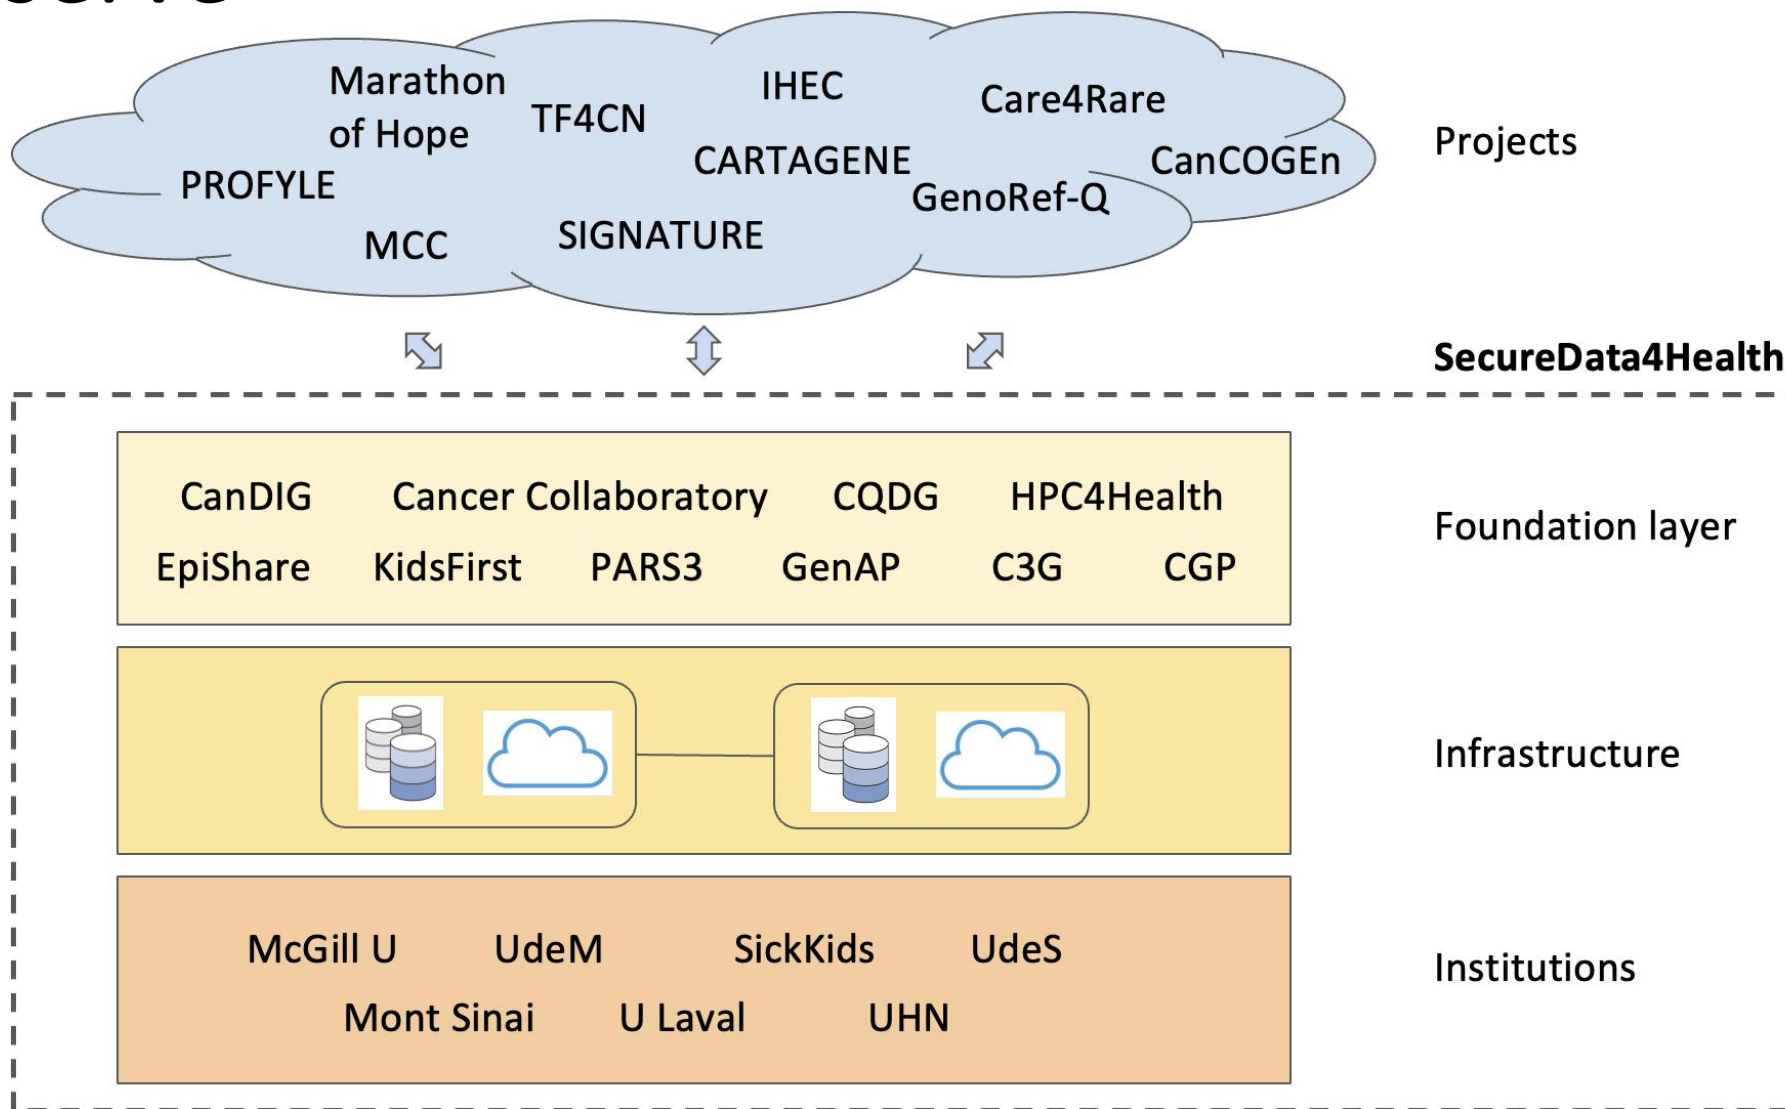 Marathon
of Hope
TF4CN
IHEC
Care4Rare
Projects
PROFYLE
CARTAGENE
CanCOGEn
GenoRef-Q
MCC
SIGNATURE
SecureData4Health
CanDIG Cancer Collaboratory CQDG HPC4Health
Foundation layer
EpiShare KidsFirst PARS3 GenAP C3G CGP
Infrastructure
McGill U UdeM SickKids UdeS
Institutions
Mont Sinai U Laval UHN